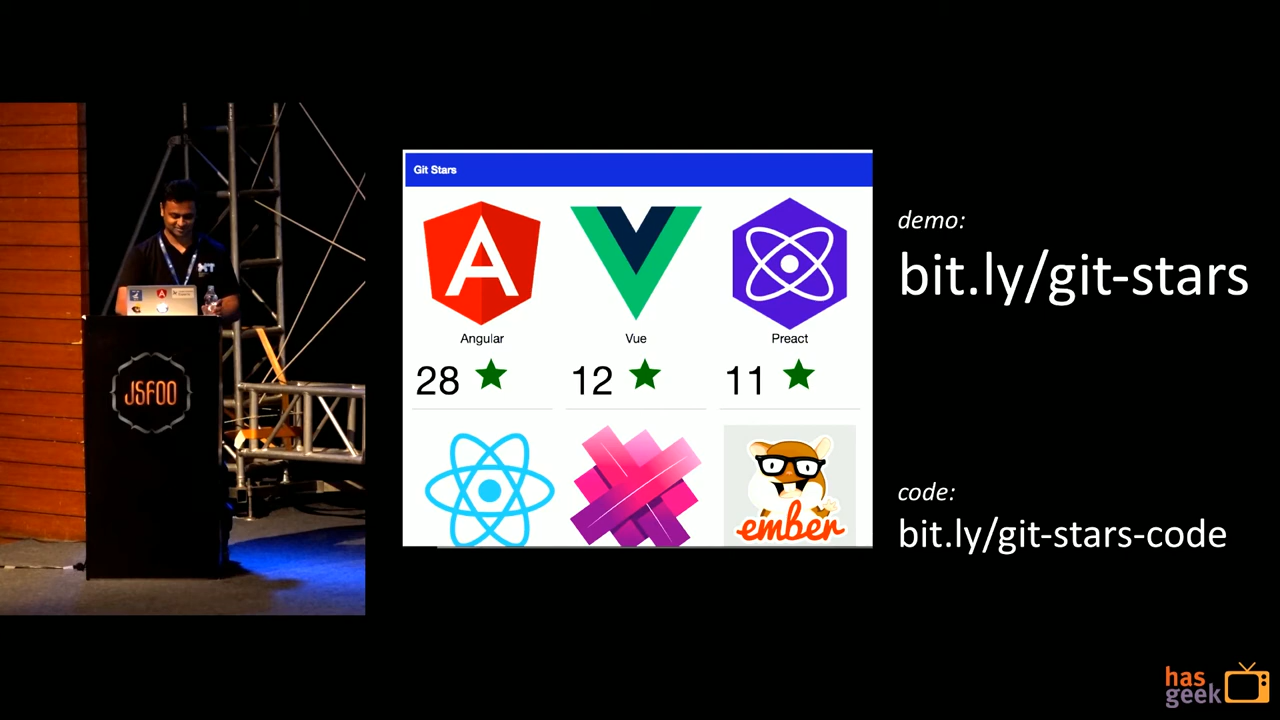 JSFOO
Git Stars
Angular
Vue
Preact
28
12
11
ember
demo:
bit.ly/git-stars
code:
bit.ly/git-stars-code
has
geek